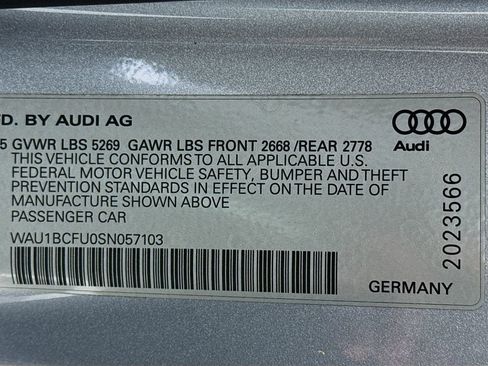 FD. BY AUDI AG
5 GVWR LBS 5269 GAWR LBS FRONT 2668 /REAR 2778
THIS VEHICLE CONFORMS TO ALL APPLICABLE U.S.
FEDERAL MOTOR VEHICLE SAFETY, BUMPER AND THEFT
PREVENTION STANDARDS IN EFFECT ON THE DATE OF
MANUFACTURE SHOWN ABOVE
PASSENGER CAR
WAU1BCFU0SN057103
Audi
2023566
GERMANY